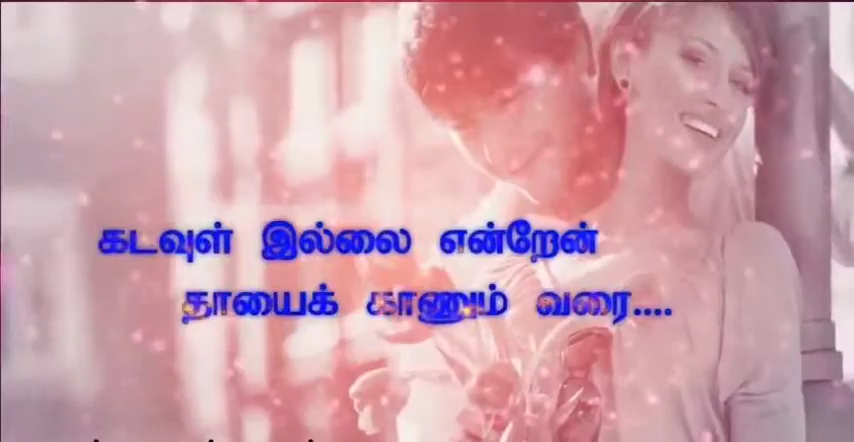 கடவுள் இல்லை என்றேன்
தாயைக் காணும் வரை....